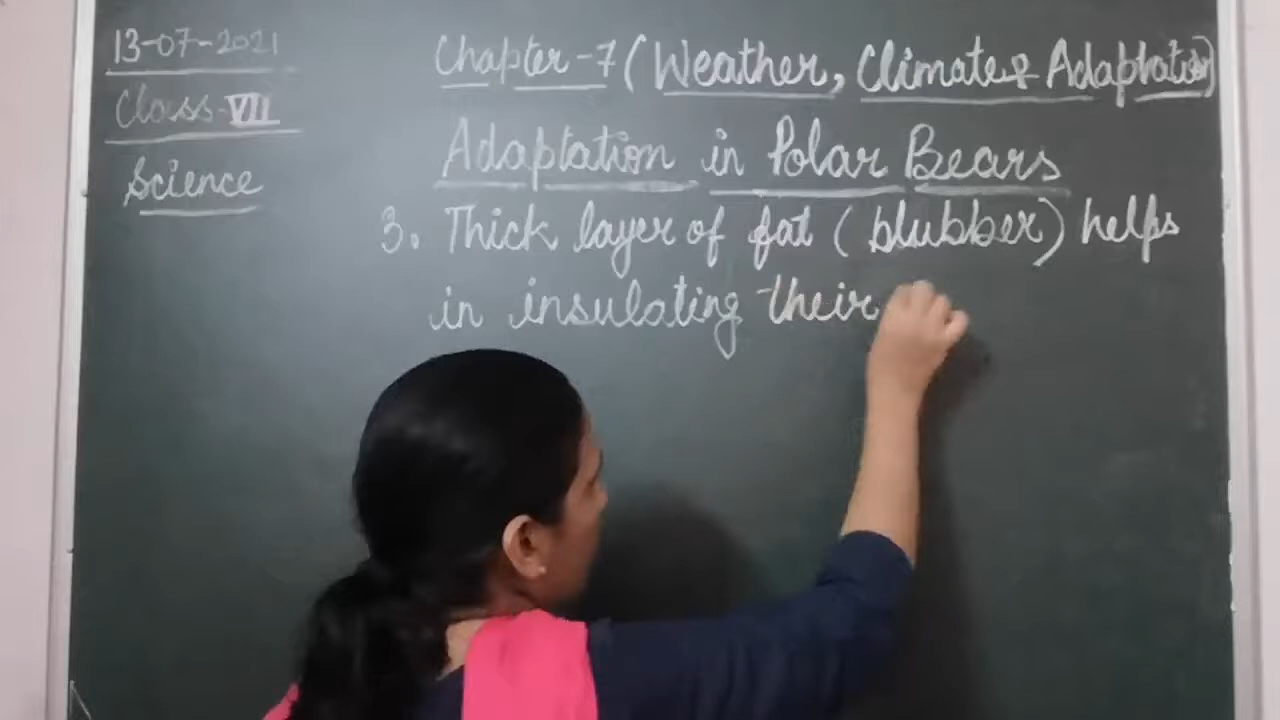 13-07-2021
Class-VII
Science
Chapter-7 (Weather, Climate & Adaptation)
Adaptation in Polar Bears
3. Thick layer of fat (blubber) helps
in insulating their